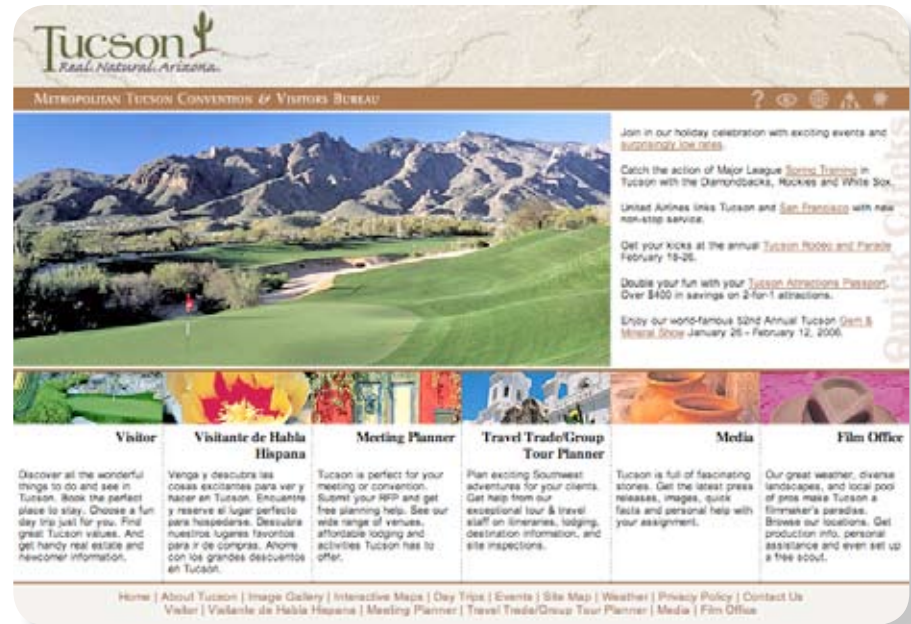 Tucson
Real. Natural. Arizona.
Metropolitan Tucson Convention & Visitors Bureau
?
Join in our holiday celebration with exciting events and
surprisingly low rates.
Catch the action of Major League Spring Training in
Tucson with the Diamondbacks, Rockies and White Sox.
United Airlines links Tucson and San Francisco with new
non-stop service.
Get your kicks at the annual Tucson Rodeo and Parade
February 18-26.
Double your fun with your Tucson Attractions Passport.
Over $400 in savings on 2-for-1 attractions.
Enjoy our world-famous 52nd Annual Tucson Gem &
Mineral Show January 26 - February 12, 2006.
Quick Clicks
Visitor
Discover all the wonderful
things to do and see in
Tucson. Book the perfect
place to stay. Choose a fun
day trip just for you. Find
great Tucson values. And
get handy real estate and
newcomer information.
Visitante de Habla
Hispana
Venga y descubra las
cosas excitantes para ver y
hacer en Tucson. Encuentre
y reserve el lugar perfecto
para hospedarse. Descubra
nuestros lugares favoritos
para ir de compras. Ahorre
con los grandes descuentos
en Tucson.
Meeting Planner
Tucson is perfect for your
meeting or convention.
Submit your RFP and get
free planning help. See our
wide range of venues,
affordable lodging and
activities Tucson has to
offer.
Travel Trade/Group
Tour Planner
Plan exciting Southwest
adventures for your clients.
Get help from our
exceptional tour & travel
staff on itineraries, lodging,
destination information, and
site inspections.
Media
Tucson is full of fascinating
stories. Get the latest press
releases, images, quick
facts and personal help with
your assignment.
Film Office
Our great weather, diverse
landscapes, and local pool
of pros make Tucson a
filmmaker's paradise.
Browse our locations. Get
production info, personal
assistance and even set up
a free scout.
Home | About Tucson | Image Gallery | Interactive Maps | Day Trips | Events | Site Map | Weather | Privacy Policy | Contact Us
Visitor | Visitante de Habla Hispana | Meeting Planner | Travel Trade/Group Tour Planner | Media | Film Office